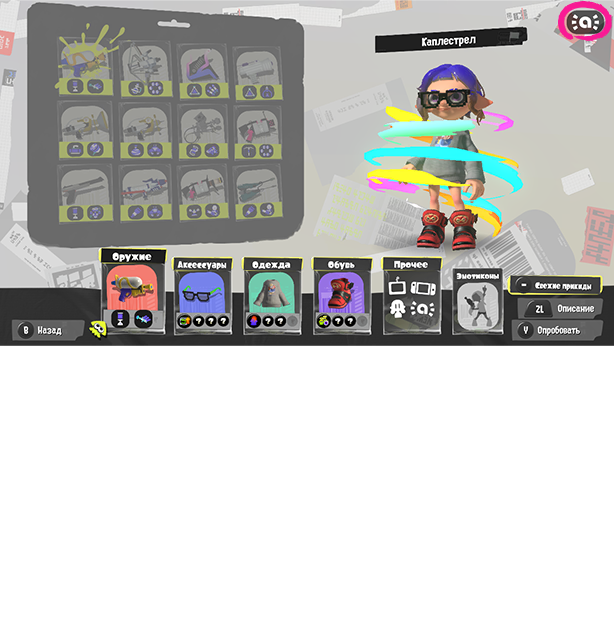 a
Каплестрел
Оружие
Аксессуары
Одежда
Обувь
Прочее
Эмотиконы
- Свежие прикиды
ZL Описание
B Назад
Y Опробовать
? ? ?
? ? ?
? ?
a